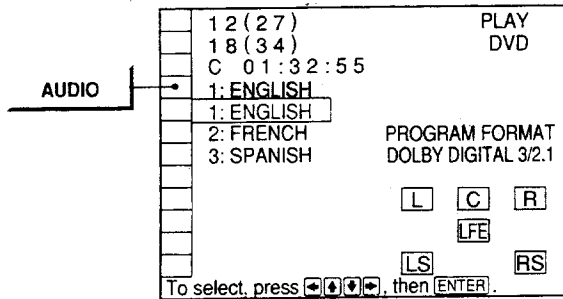 12(27) PLAY
18(34) DVD
C 01:32:55
AUDIO
1: ENGLISH
1: ENGLISH
2: FRENCH PROGRAM FORMAT
3: SPANISH DOLBY DIGITAL 3/2.1
L C R
LFE
LS RS
To select, press ←↑↓→, then ENTER.